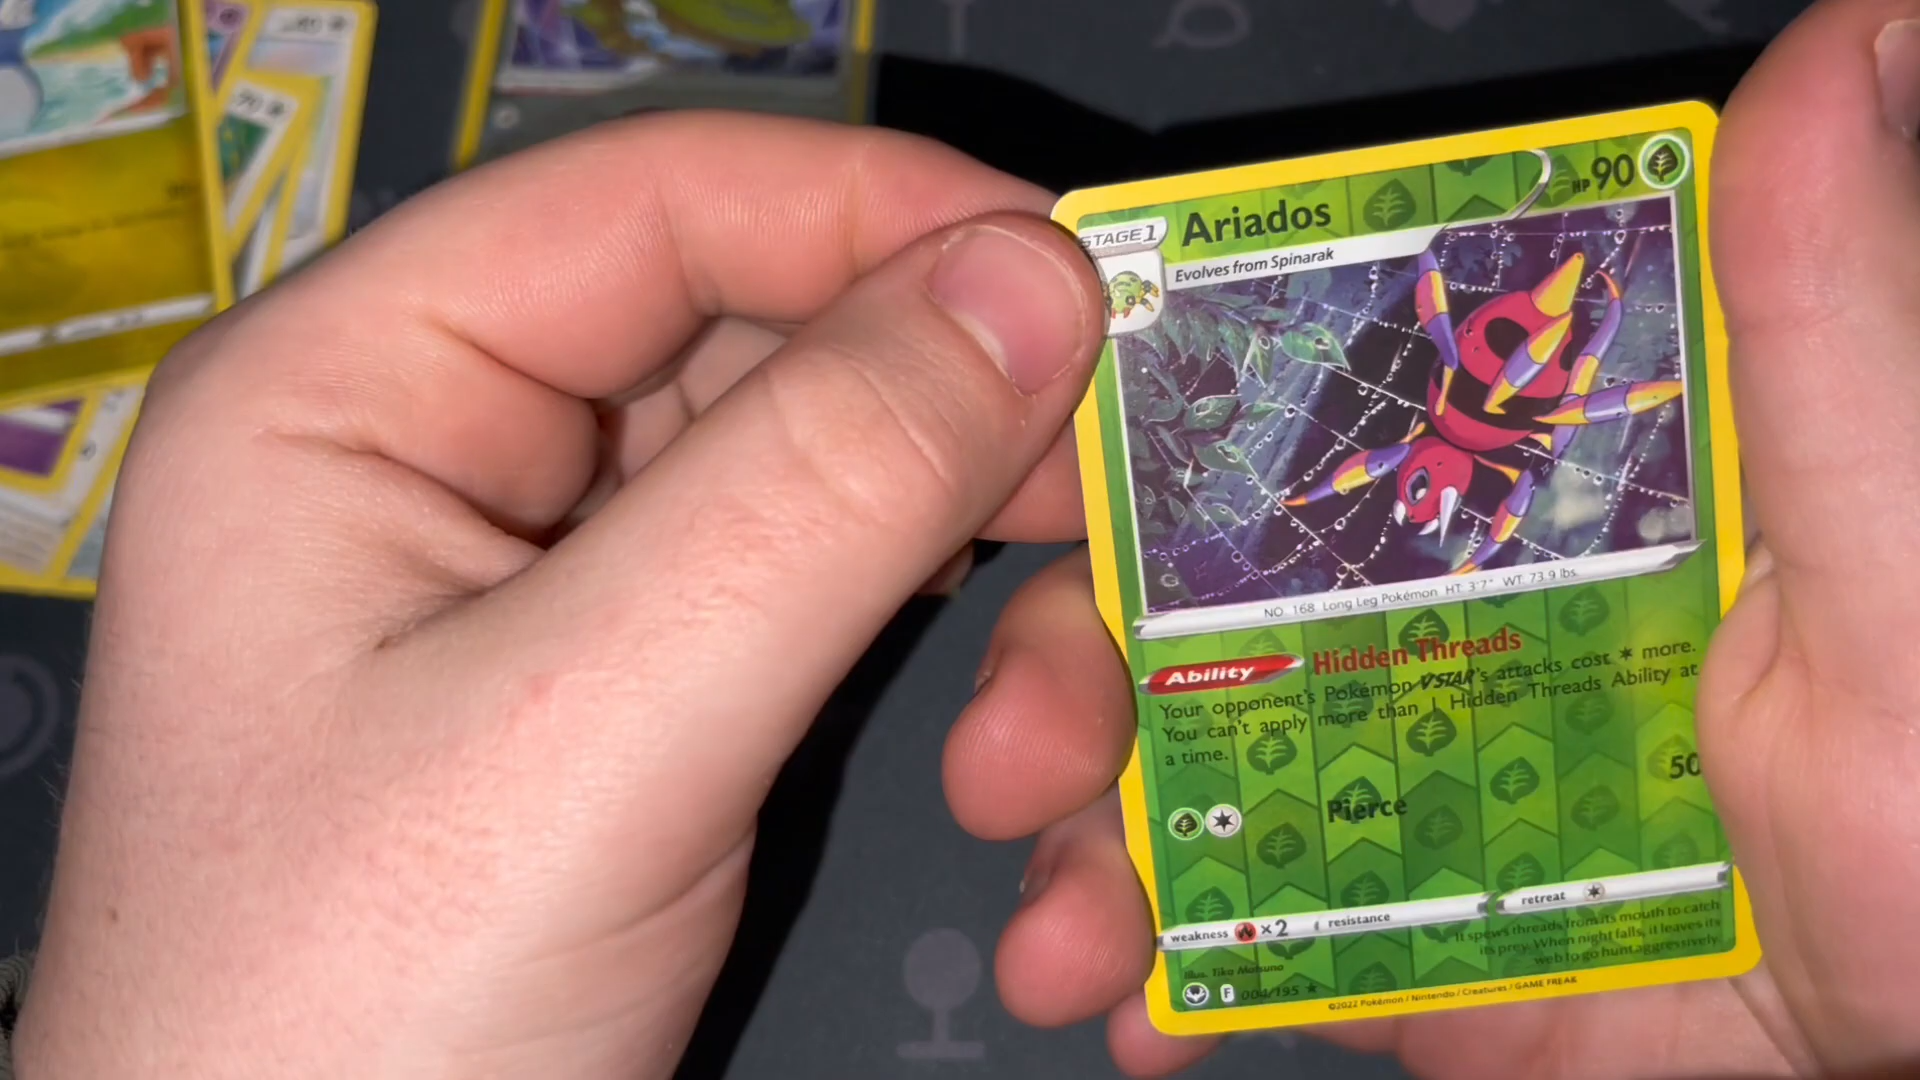 70
STAGE 1
Ariados
HP 90
Evolves from Spinarak
NO. 168 Long Leg Pokémon HT: 3'7" WT: 73.9 lbs.
Ability Hidden Threads
Your opponent's Pokémon VSTAR's attacks cost ✶ more.
You can't apply more than 1 Hidden Threads Ability at
a time.
Pierce 50
weakness ×2 resistance retreat
It spews threads from its mouth to catch
its prey. When night falls, it leaves its
web to go hunt aggressively.
Illus. Tika Matsuno
F 004/195 ★
©2022 Pokémon / Nintendo / Creatures / GAME FREAK